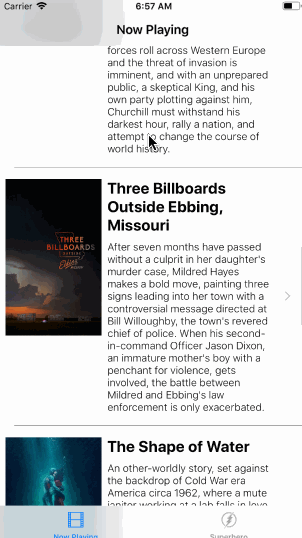 Carrier 6:57 AM
Now Playing
forces roll across Western Europe
and the threat of invasion is
imminent, and with an unprepared
public, a skeptical King, and his
own party plotting against him,
Churchill must withstand his
darkest hour, rally a nation, and
attempt to change the course of
world history.
Three Billboards
Outside Ebbing,
Missouri
THREE
BILLBOARDS
OUTSIDE
Ebbing
After seven months have passed
without a culprit in her daughter's
murder case, Mildred Hayes
makes a bold move, painting three
signs leading into her town with a
controversial message directed at
Bill Willoughby, the town's revered
chief of police. When his second-
in-command Officer Jason Dixon,
an immature mother's boy with a
penchant for violence, gets
involved, the battle between
Mildred and Ebbing's law
enforcement is only exacerbated.
The Shape of Water
An other-worldly story, set against
the backdrop of Cold War era
America circa 1962, where a mute
janitor working at a lab falls in love
Now Playing
Superhero